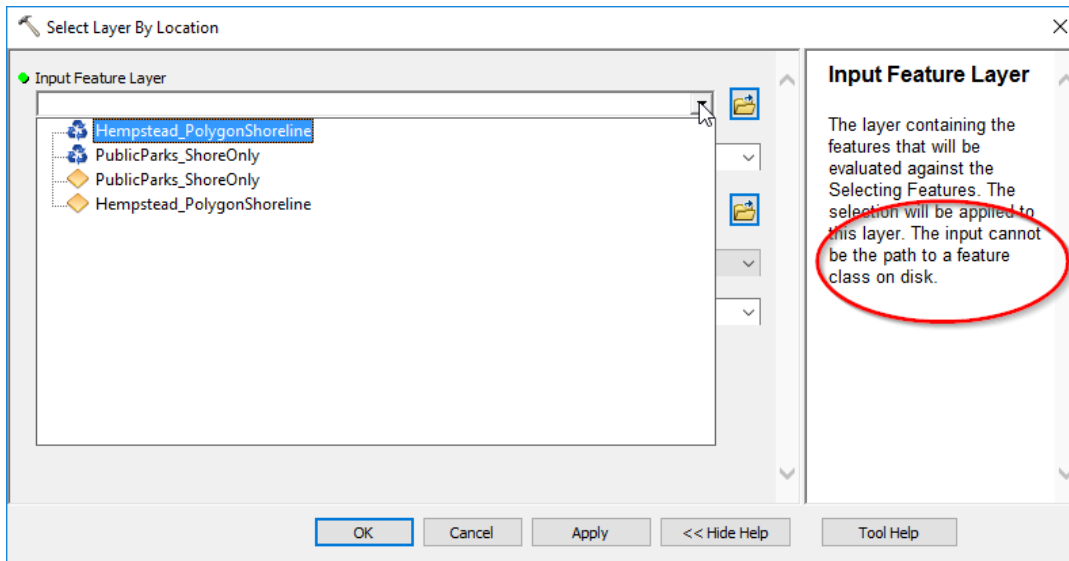 Select Layer By Location
Input Feature Layer
Hempstead_PolygonShoreline
PublicParks_ShoreOnly
PublicParks_ShoreOnly
Hempstead_PolygonShoreline
OK
Cancel
Apply
<< Hide Help
Tool Help
Input Feature Layer
The layer containing the
features that will be
evaluated against the
Selecting Features. The
selection will be applied to
this layer. The input cannot
be the path to a feature
class on disk.